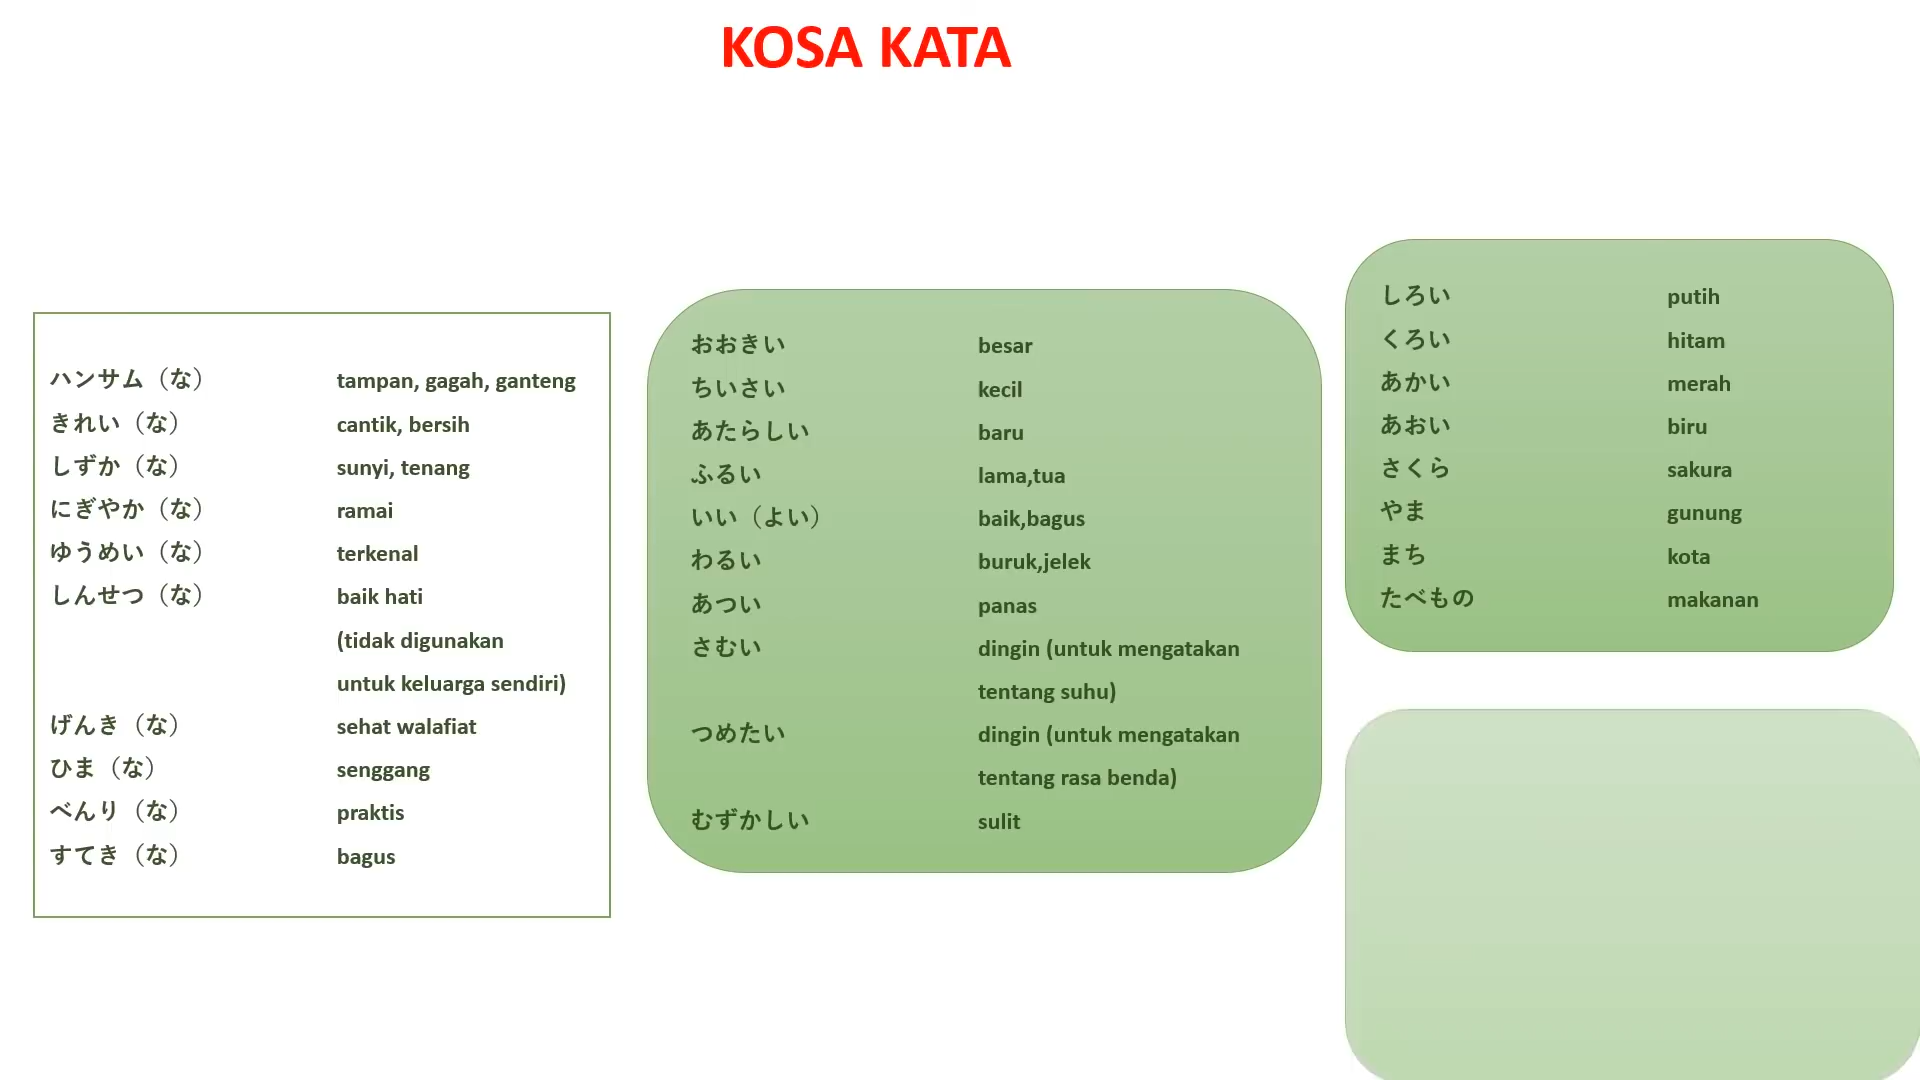 KOSA KATA
ハンサム（な） tampan, gagah, ganteng
きれい（な） cantik, bersih
しずか（な） sunyi, tenang
にぎやか（な） ramai
ゆうめい（な） terkenal
しんせつ（な） baik hati
(tidak digunakan
untuk keluarga sendiri)
げんき（な） sehat walafiat
ひま（な） senggang
べんり（な） praktis
すてき（な） bagus
おおきい besar
ちいさい kecil
あたらしい baru
ふるい lama,tua
いい（よい） baik,bagus
わるい buruk,jelek
あつい panas
さむい dingin (untuk mengatakan
tentang suhu)
つめたい dingin (untuk mengatakan
tentang rasa benda)
むずかしい sulit
しろい putih
くろい hitam
あかい merah
あおい biru
さくら sakura
やま gunung
まち kota
たべもの makanan